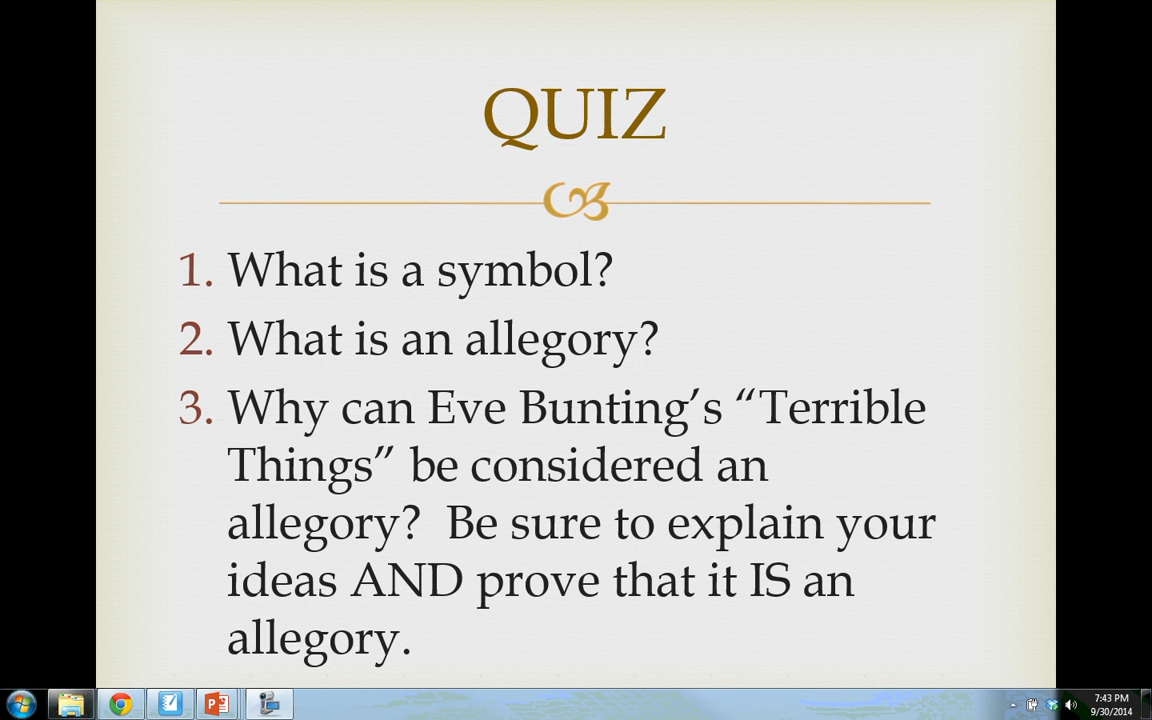 QUIZ
1. What is a symbol?
2. What is an allegory?
3. Why can Eve Bunting’s “Terrible
Things” be considered an
allegory?  Be sure to explain your
ideas AND prove that it IS an
allegory.
7:43 PM
9/30/2014